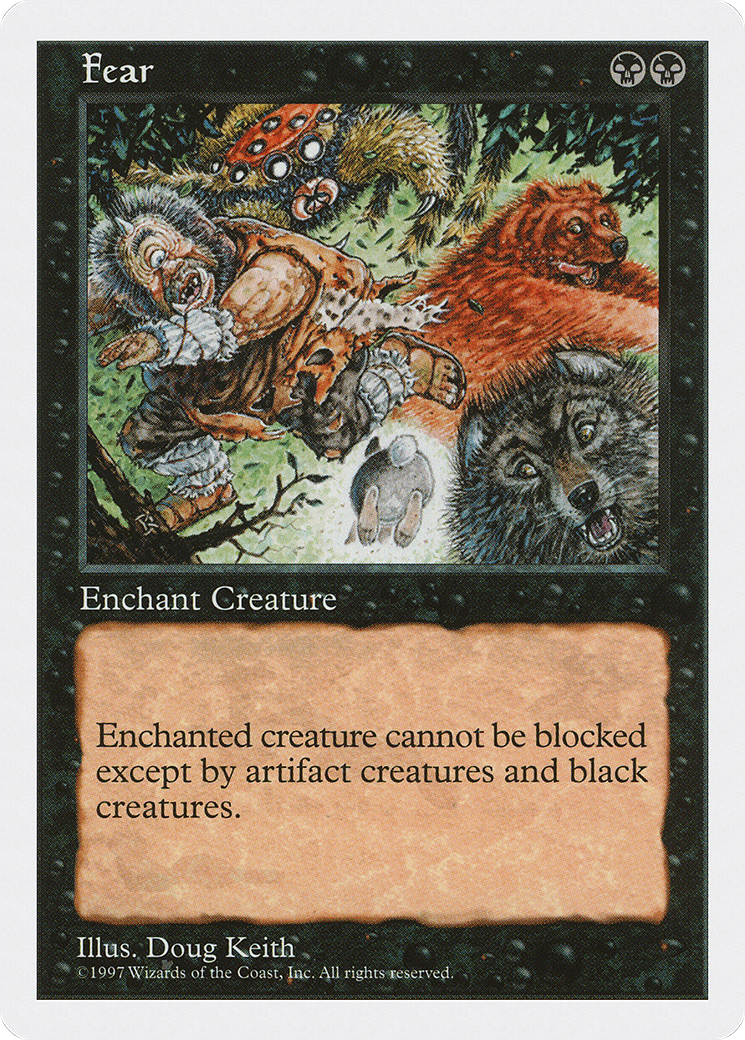 Fear
Enchant Creature
Enchanted creature cannot be blocked
except by artifact creatures and black
creatures.
Illus. Doug Keith
©1997 Wizards of the Coast, Inc. All rights reserved.